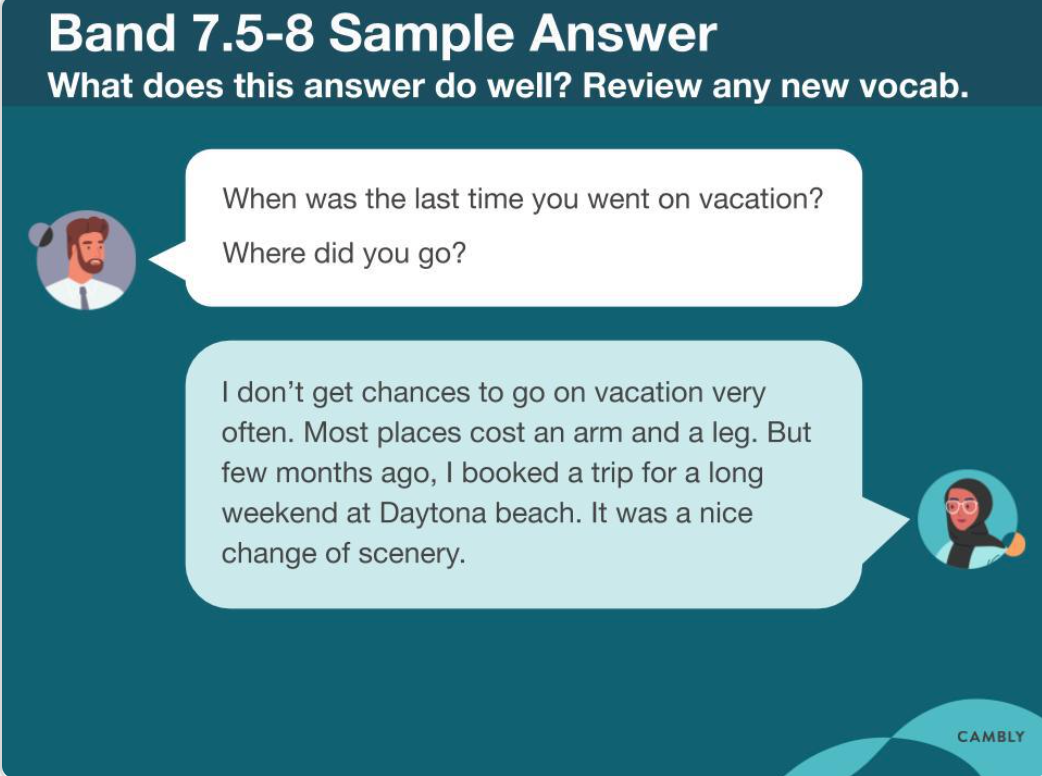 Band 7.5-8 Sample Answer
What does this answer do well? Review any new vocab.
When was the last time you went on vacation?
Where did you go?
I don’t get chances to go on vacation very
often. Most places cost an arm and a leg. But
few months ago, I booked a trip for a long
weekend at Daytona beach. It was a nice
change of scenery.
CAMBLY